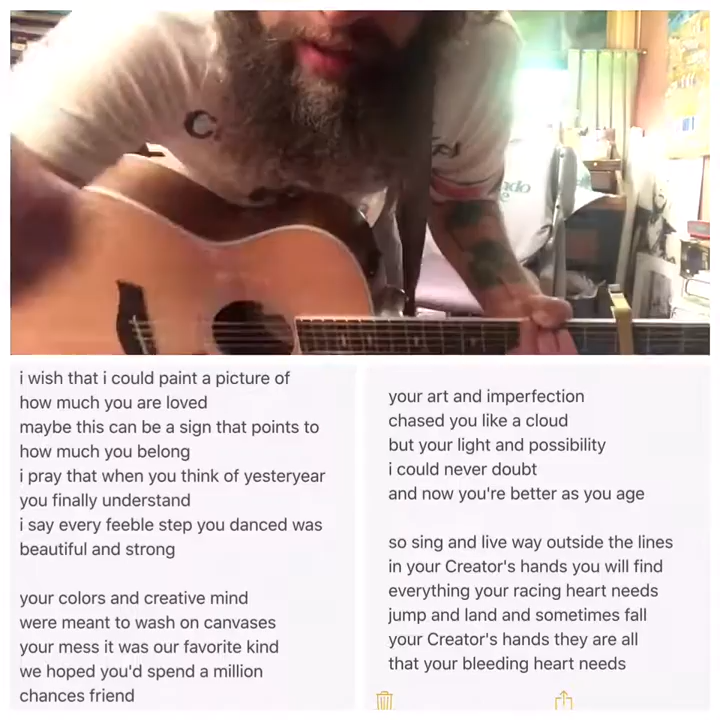 C
ndo
i wish that i could paint a picture of
how much you are loved
maybe this can be a sign that points to
how much you belong
i pray that when you think of yesteryear
you finally understand
i say every feeble step you danced was
beautiful and strong
your colors and creative mind
were meant to wash on canvases
your mess it was our favorite kind
we hoped you'd spend a million
chances friend
your art and imperfection
chased you like a cloud
but your light and possibility
i could never doubt
and now you're better as you age
so sing and live way outside the lines
in your Creator's hands you will find
everything your racing heart needs
jump and land and sometimes fall
your Creator's hands they are all
that your bleeding heart needs